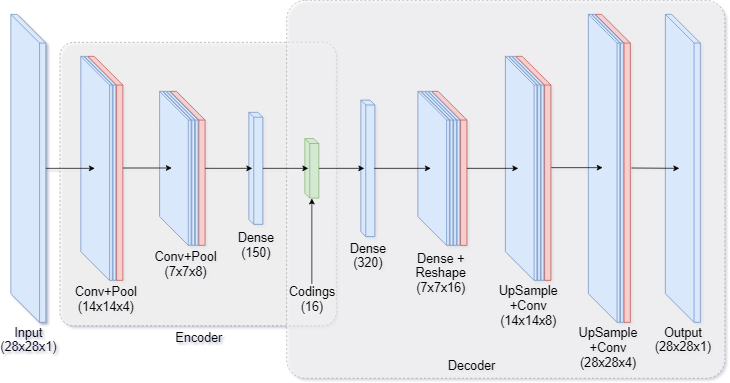 Input
(28x28x1)
Conv+Pool
(14x14x4)
Conv+Pool
(7x7x8)
Dense
(150)
Codings
(16)
Encoder
Dense
(320)
Dense +
Reshape
(7x7x16)
UpSample
+Conv
(14x14x8)
UpSample
+Conv
(28x28x4)
Output
(28x28x1)
Decoder